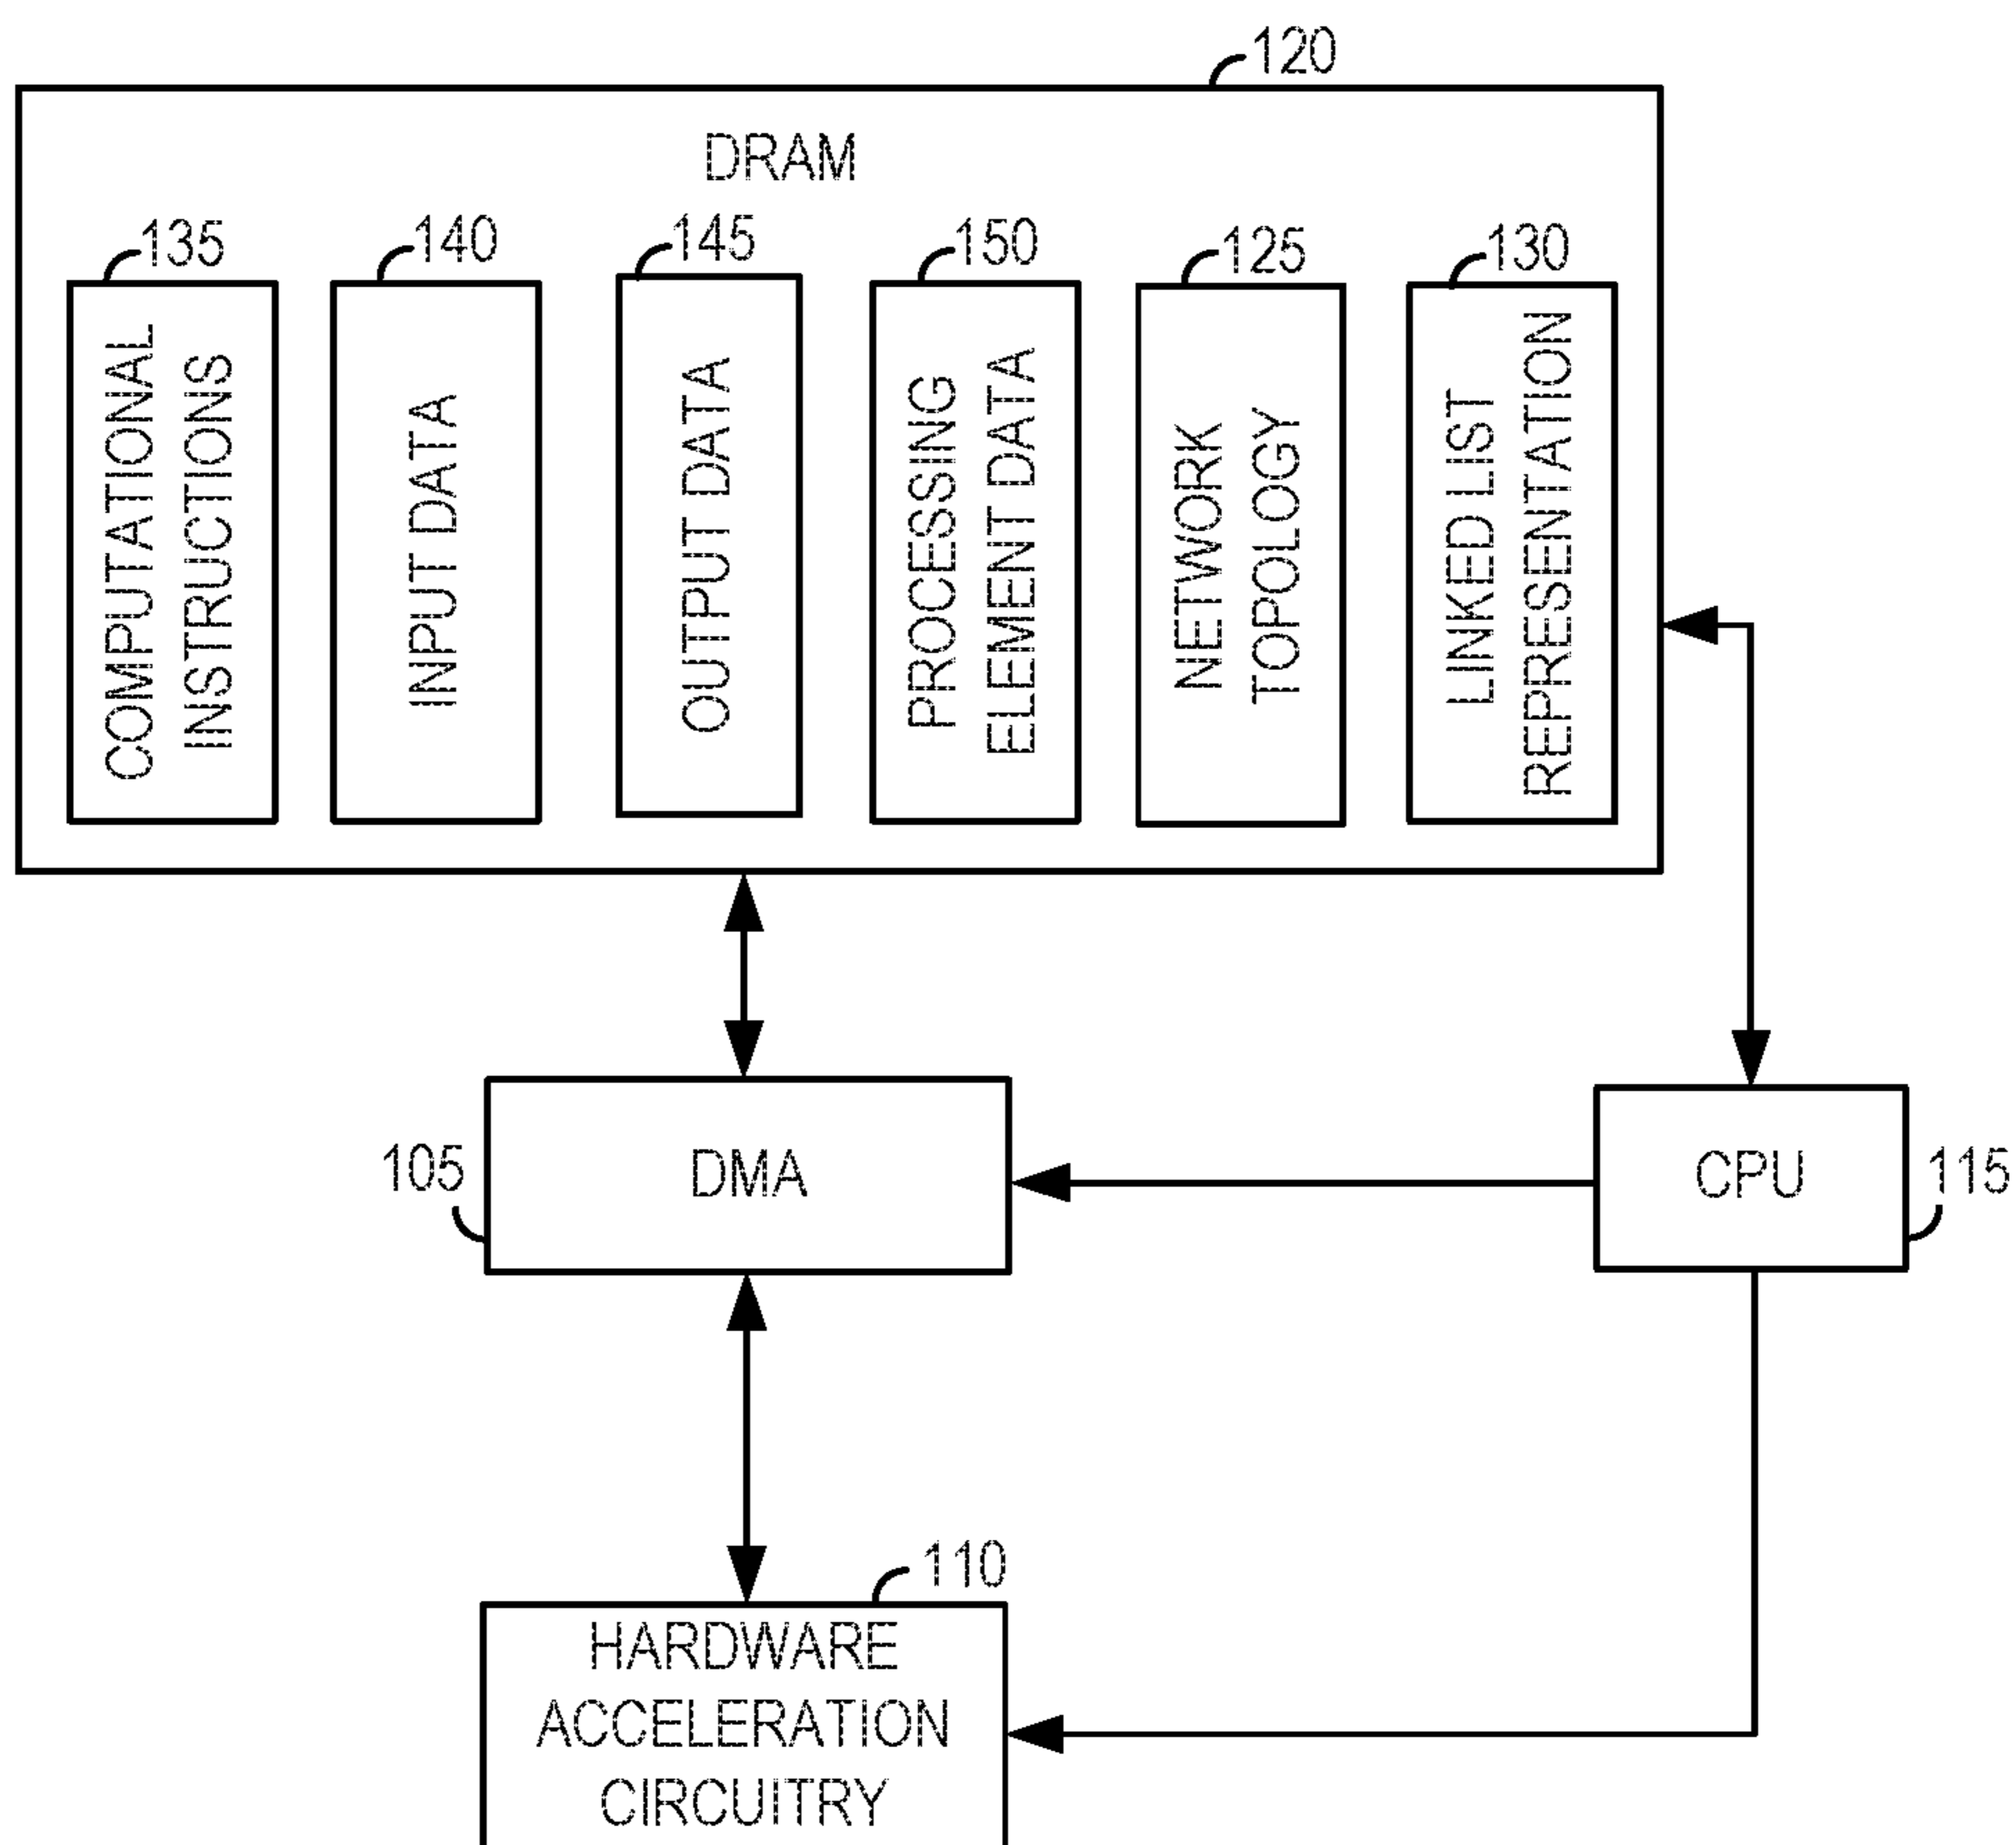 120
DRAM
135
140
145
150
125
130
COMPUTATIONAL
INSTRUCTIONS
INPUT DATA
OUTPUT DATA
PROCESSING
ELEMENT DATA
NETWORK
TOPOLOGY
LINKED LIST
REPRESENTATION
105
DMA
CPU
115
110
HARDWARE
ACCELERATION
CIRCUITRY